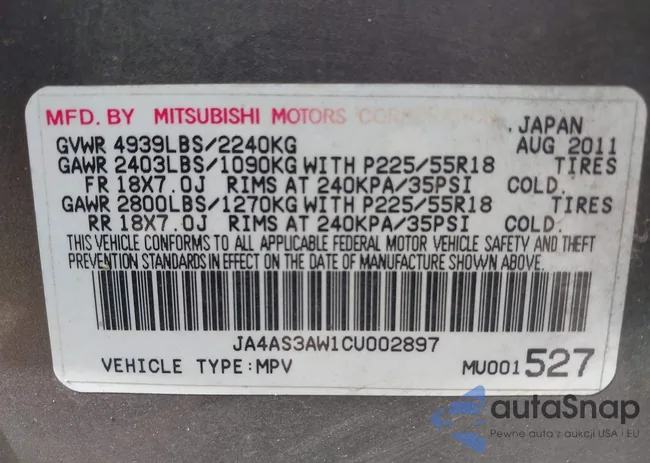 MFD. BY MITSUBISHI MOTORS CORPORATION, JAPAN
GVWR 4939LBS/2240KG AUG 2011
GAWR 2403LBS/1090KG WITH P225/55R18 TIRES
FR 18X7.0J RIMS AT 240KPA/35PSI COLD.
GAWR 2800LBS/1270KG WITH P225/55R18 TIRES
RR 18X7.0J RIMS AT 240KPA/35PSI COLD.
THIS VEHICLE CONFORMS TO ALL APPLICABLE FEDERAL MOTOR VEHICLE SAFETY AND THEFT
PREVENTION STANDARDS IN EFFECT ON THE DATE OF MANUFACTURE SHOWN ABOVE.
JA4AS3AW1CU002897
VEHICLE TYPE:MPV MU001527
autaSnap
Pewne auta z aukcji USA i EU